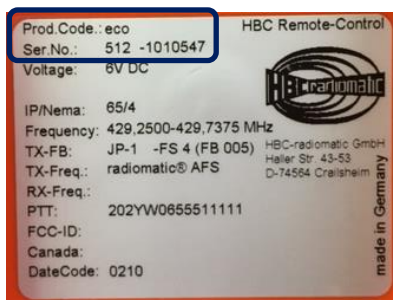 Prod.Code.: eco
HBC Remote-Control
Ser.No.: 512 -1010547
Voltage: 6V DC
HBC radiomatic
IP/Nema: 65/4
Frequency: 429,2500-429,7375 MHz
TX-FB: JP-1 -FS 4 (FB 005)
HBC-radiomatic GmbH
Haller Str. 43-53
D-74564 Crailsheim
TX-Freq.: radiomatic® AFS
RX-Freq.:
PTT: 202YW0655511111
FCC-ID:
Canada:
DateCode: 0210
made in Germany